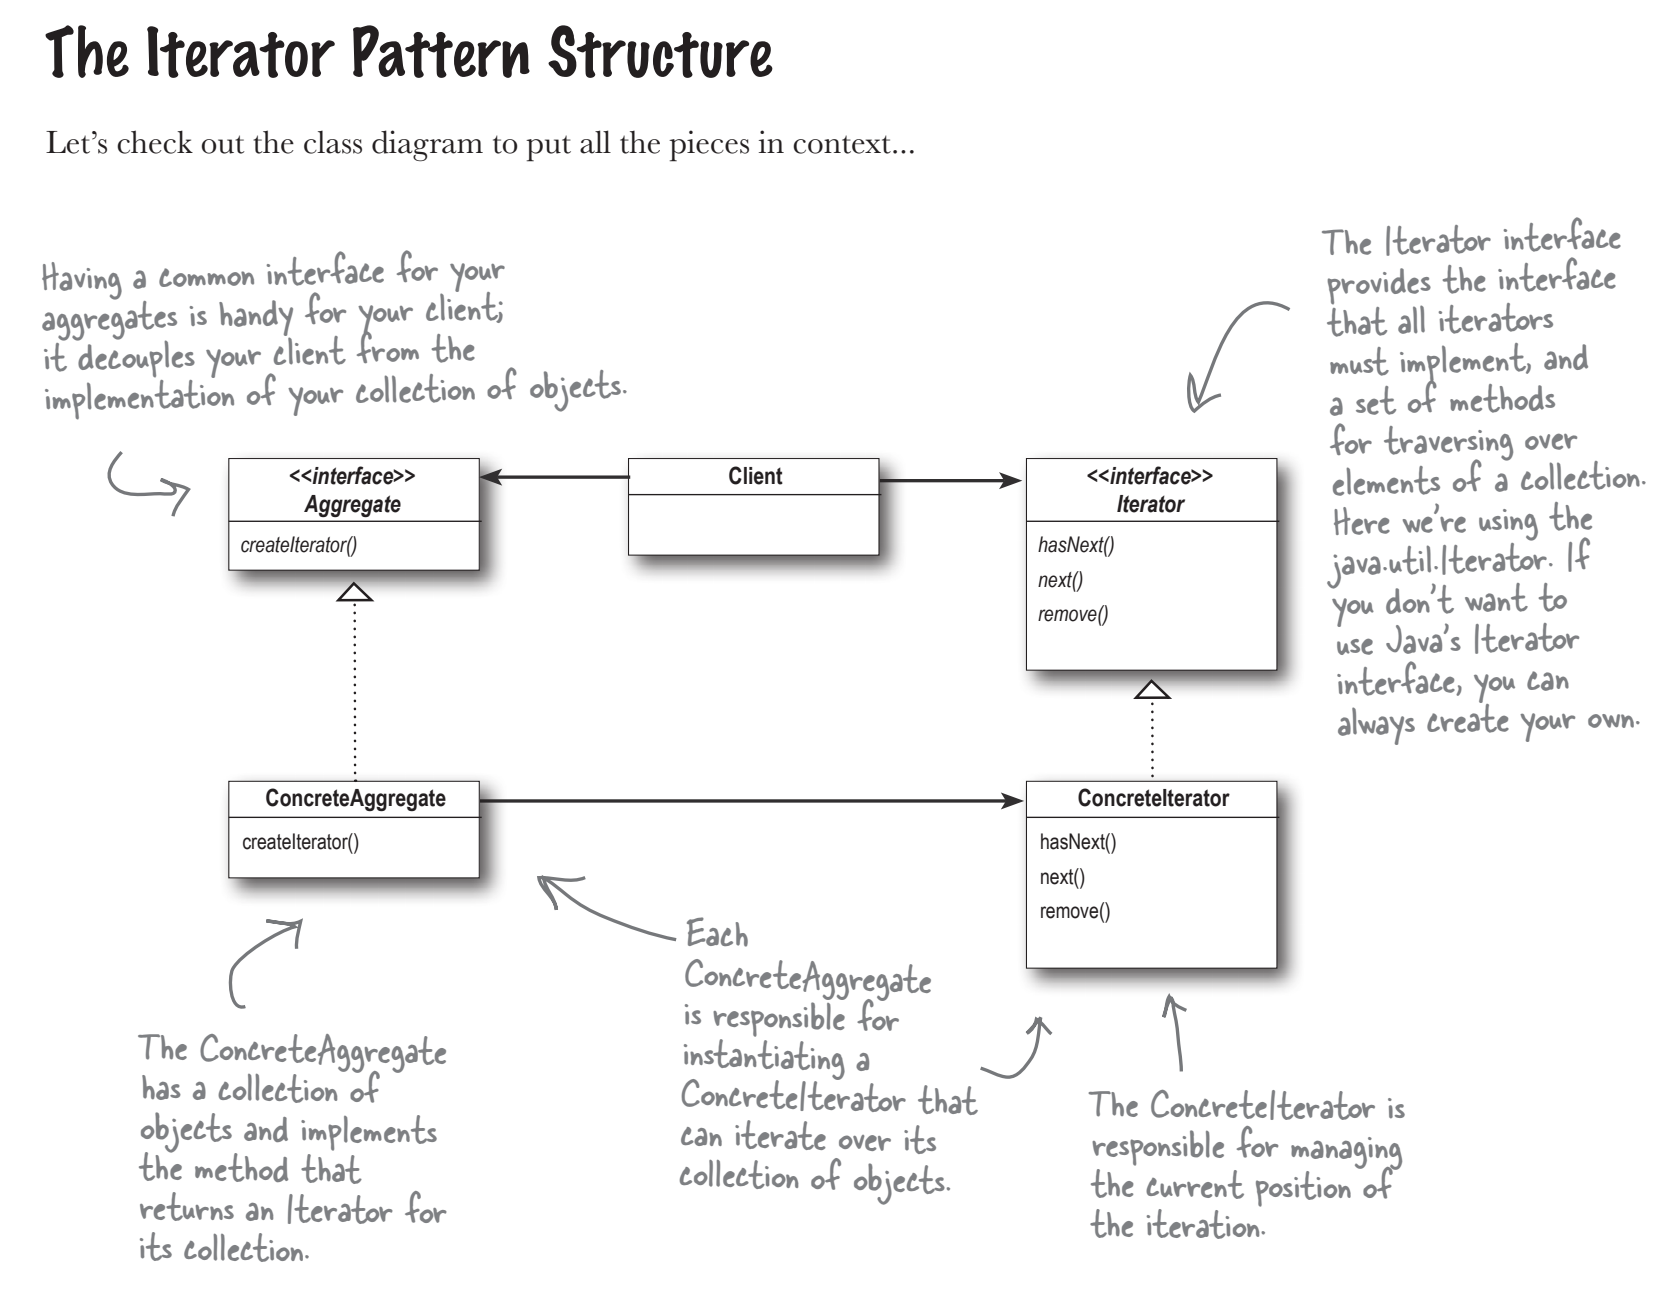 The Iterator Pattern Structure
Let's check out the class diagram to put all the pieces in context...
Having a common interface for your
aggregates is handy for your client;
it decouples your client from the
implementation of your collection of objects.
The Iterator interface
provides the interface
that all iterators
must implement, and
a set of methods
for traversing over
elements of a collection.
Here we're using the
java.util.Iterator. If
you don't want to
use Java's Iterator
interface, you can
always create your own.
<<interface>>
Aggregate
createIterator()
Client
<<interface>>
Iterator
hasNext()
next()
remove()
ConcreteAggregate
createIterator()
ConcreteIterator
hasNext()
next()
remove()
The ConcreteAggregate
has a collection of
objects and implements
the method that
returns an Iterator for
its collection.
Each
ConcreteAggregate
is responsible for
instantiating a
ConcreteIterator that
can iterate over its
collection of objects.
The ConcreteIterator is
responsible for managing
the current position of
the iteration.